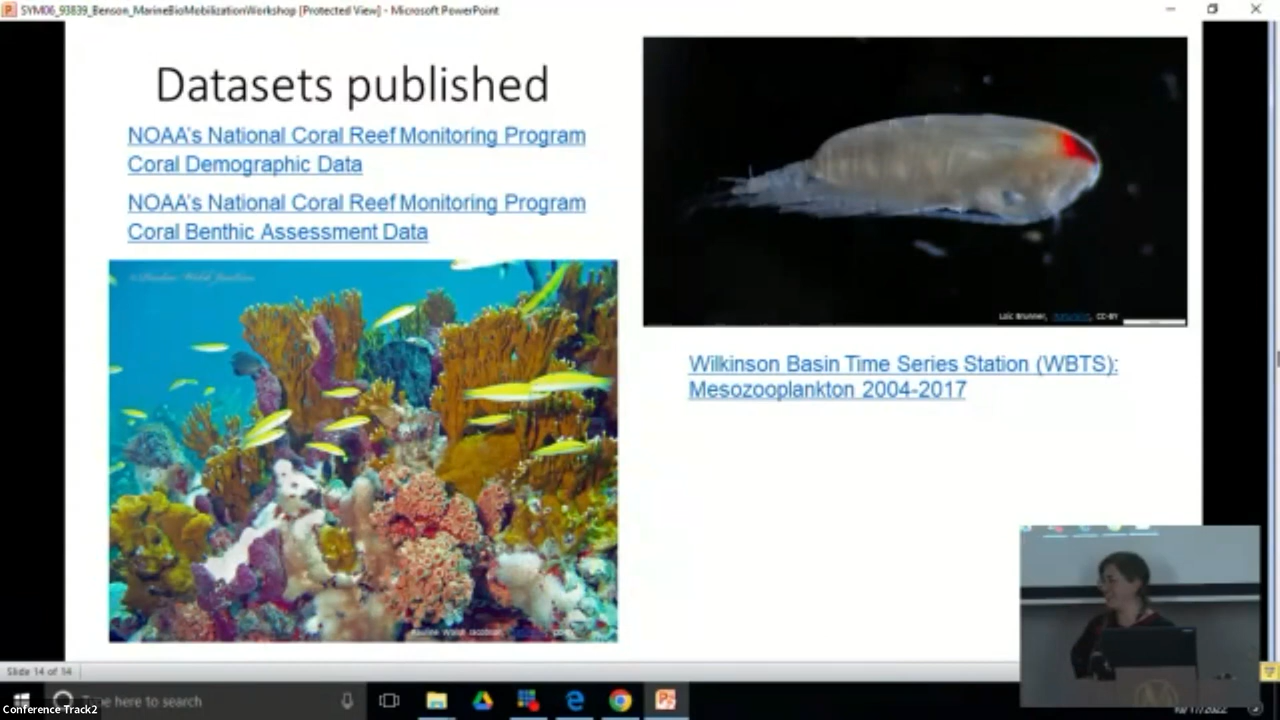 SYM06_93839_Benson_MarineBioMobilizationWorkshop [Protected View] - Microsoft PowerPoint
Datasets published
NOAA's National Coral Reef Monitoring Program
Coral Demographic Data
NOAA's National Coral Reef Monitoring Program
Coral Benthic Assessment Data
CC-BY
Wilkinson Basin Time Series Station (WBTS):
Mesozooplankton 2004-2017
Slide 14 of 14
here to search
Conference Track2